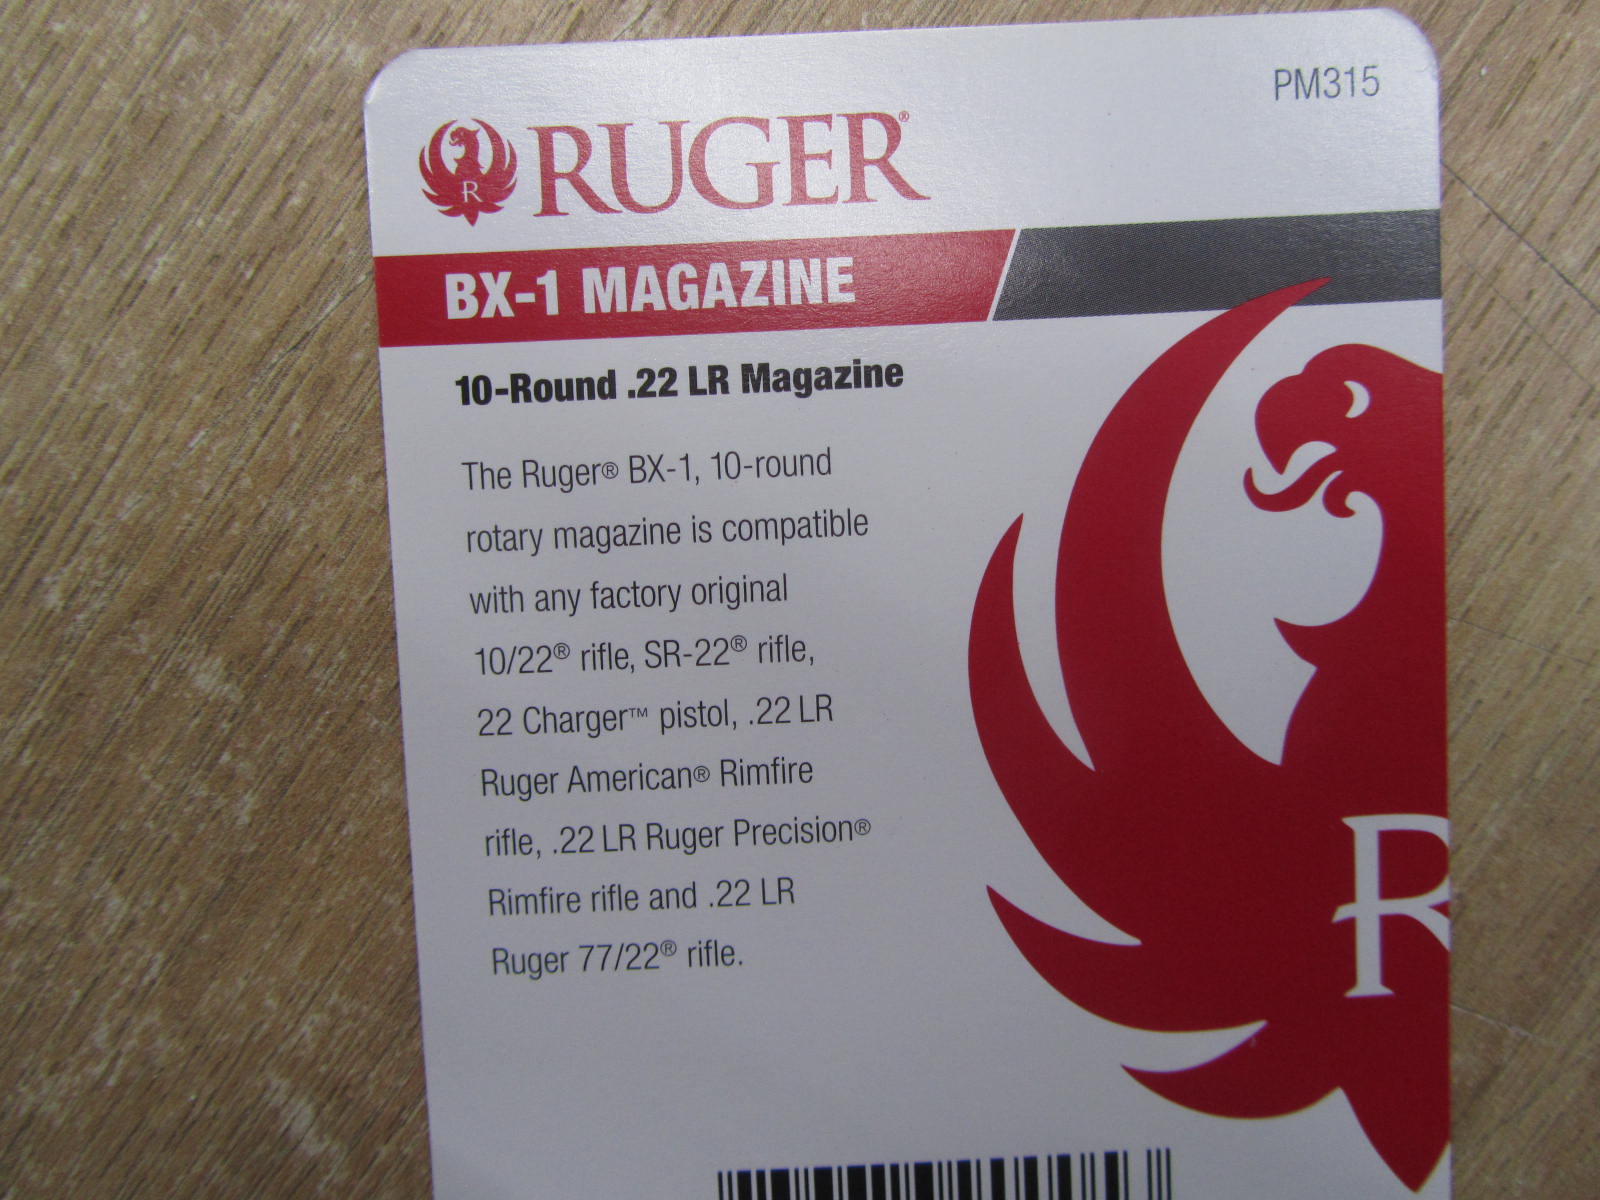 PM315
R RUGER®
BX-1 MAGAZINE
10-Round .22 LR Magazine
The Ruger® BX-1, 10-round
rotary magazine is compatible
with any factory original
10/22® rifle, SR-22® rifle,
22 Charger™ pistol, .22 LR
Ruger American® Rimfire
rifle, .22 LR Ruger Precision®
Rimfire rifle and .22 LR
Ruger 77/22® rifle.
R